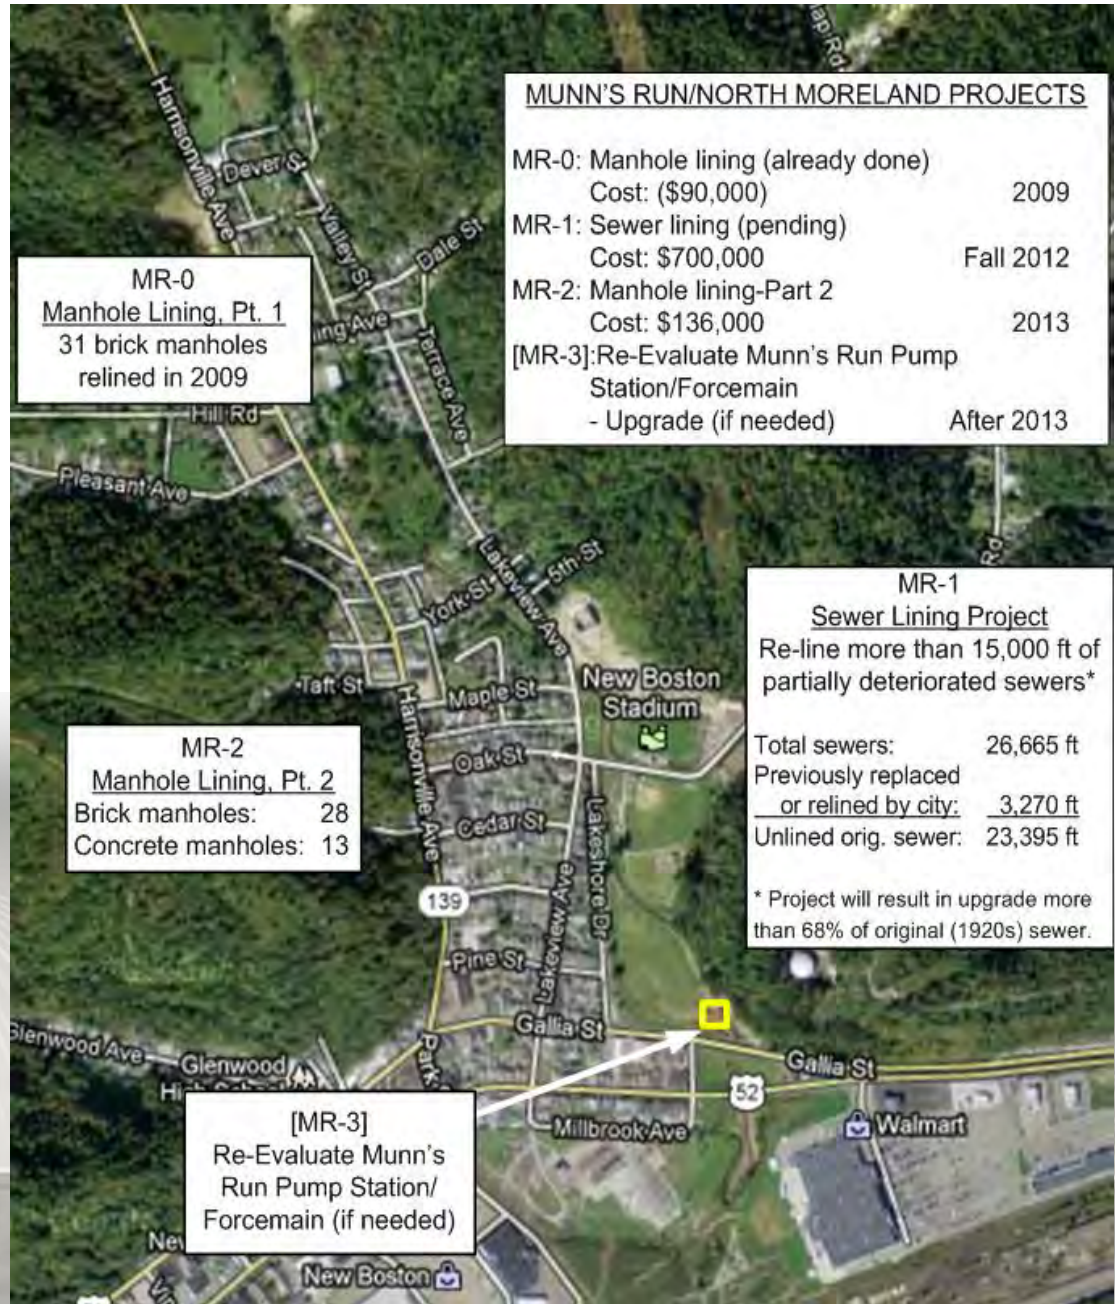 MUNN'S RUN/NORTH MORELAND PROJECTS
MR-0: Manhole lining (already done)
Cost: ($90,000) 2009
MR-1: Sewer lining (pending)
Cost: $700,000 Fall 2012
MR-2: Manhole lining-Part 2
Cost: $136,000 2013
[MR-3]:Re-Evaluate Munn's Run Pump
Station/Forcemain
- Upgrade (if needed) After 2013
Harrisonville Ave
Dever St
Valley St
Dale St
MR-0
Manhole Lining, Pt. 1
31 brick manholes
relined in 2009
Ave
Terrace Ave
Hill Rd
Pleasant Ave
Rd
Lakeview Ave
5th St
York St
MR-1
Sewer Lining Project
Re-line more than 15,000 ft of
partially deteriorated sewers*
Total sewers: 26,665 ft
Previously replaced
or relined by city: 3,270 ft
Unlined orig. sewer: 23,395 ft
* Project will result in upgrade more
than 68% of original (1920s) sewer.
Taft St
Maple St
New Boston
Stadium
Harrisonville Ave
MR-2
Manhole Lining, Pt. 2
Brick manholes: 28
Concrete manholes: 13
Oak St
Cedar St
Lakeshore Dr
139
Lakeview Ave
Pine St
Gallia St
Glenwood Ave
Glenwood
Park
Gallia St
52
Walmart
Millbrook Ave
[MR-3]
Re-Evaluate Munn's
Run Pump Station/
Forcemain (if needed)
New Boston